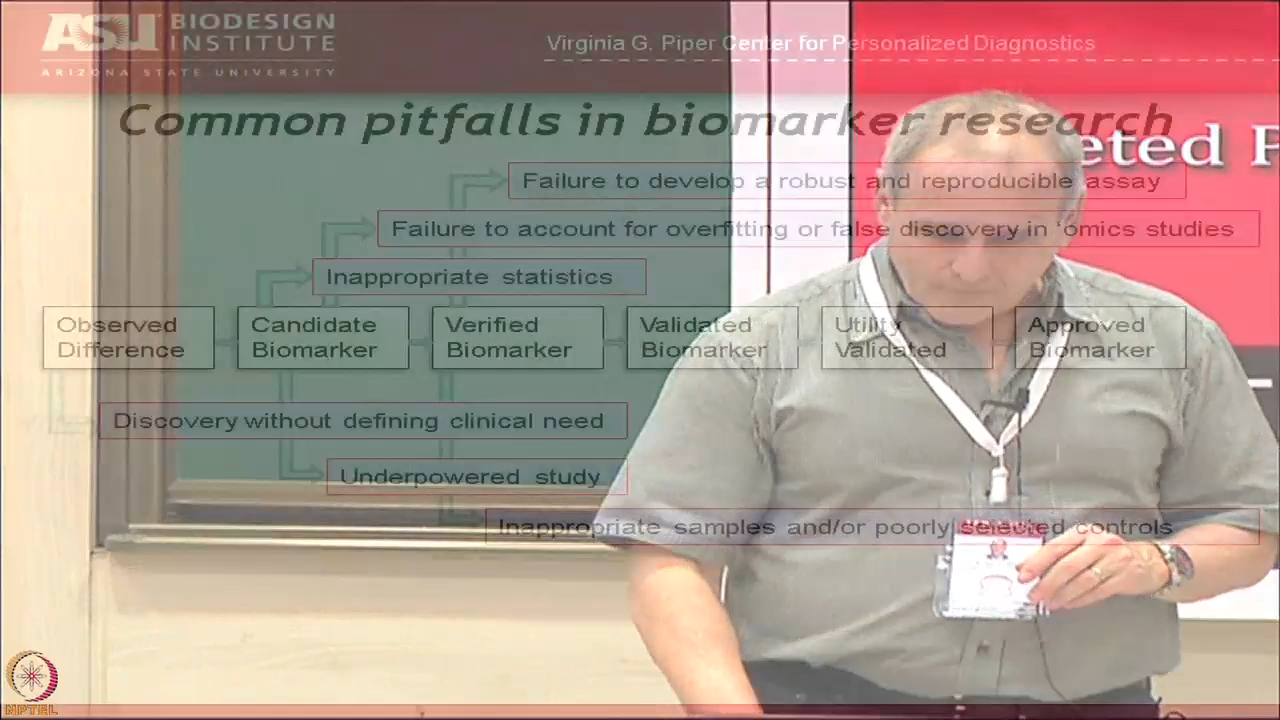 ASU BIODESIGN
INSTITUTE
ARIZONA STATE UNIVERSITY
Virginia G. Piper Center for Personalized Diagnostics
Common pitfalls in biomarker research
eted P
Failure to develop a robust and reproducible assay
Failure to account for overfitting or false discovery in ‘omics studies
Inappropriate statistics
Observed
Difference
Candidate
Biomarker
Verified
Biomarker
Validated
Biomarker
Utility
Validated
Approved
Biomarker
Discovery without defining clinical need
Underpowered study
Inappropriate samples and/or poorly selected controls
NPTEL